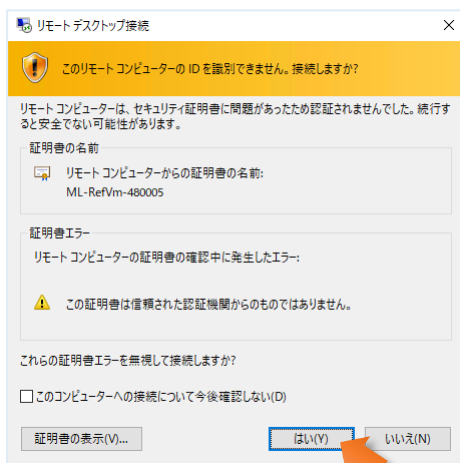 リモート デスクトップ接続
このリモート コンピューターの ID を識別できません。接続しますか?
リモート コンピューターは、セキュリティ証明書に問題があったため認証されませんでした。続行す
ると安全でない可能性があります。
証明書の名前
リモート コンピューターからの証明書の名前:
ML-RefVm-480005
証明書エラー
リモート コンピューターの証明書の確認中に発生したエラー:
この証明書は信頼された認証機関からのものではありません。
これらの証明書エラーを無視して接続しますか?
このコンピューターへの接続について今後確認しない(D)
証明書の表示(V)... はい(Y) いいえ(N)